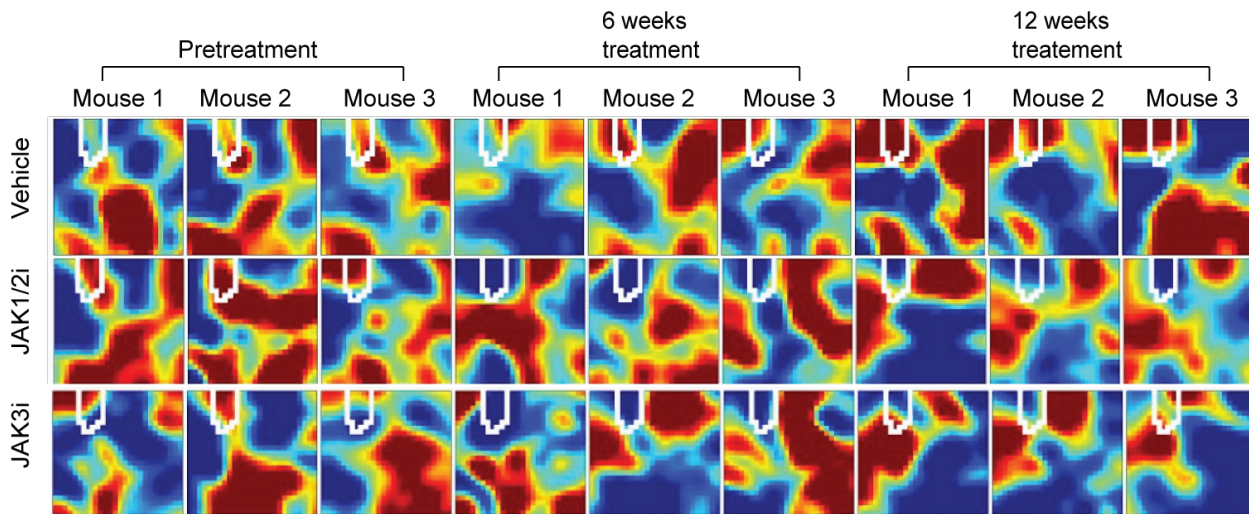 6 weeks
treatment
12 weeks
treatement
Pretreatment
Mouse 1 Mouse 2 Mouse 3 Mouse 1 Mouse 2 Mouse 3 Mouse 1 Mouse 2 Mouse 3
Vehicle
JAK1/2i
JAK3i